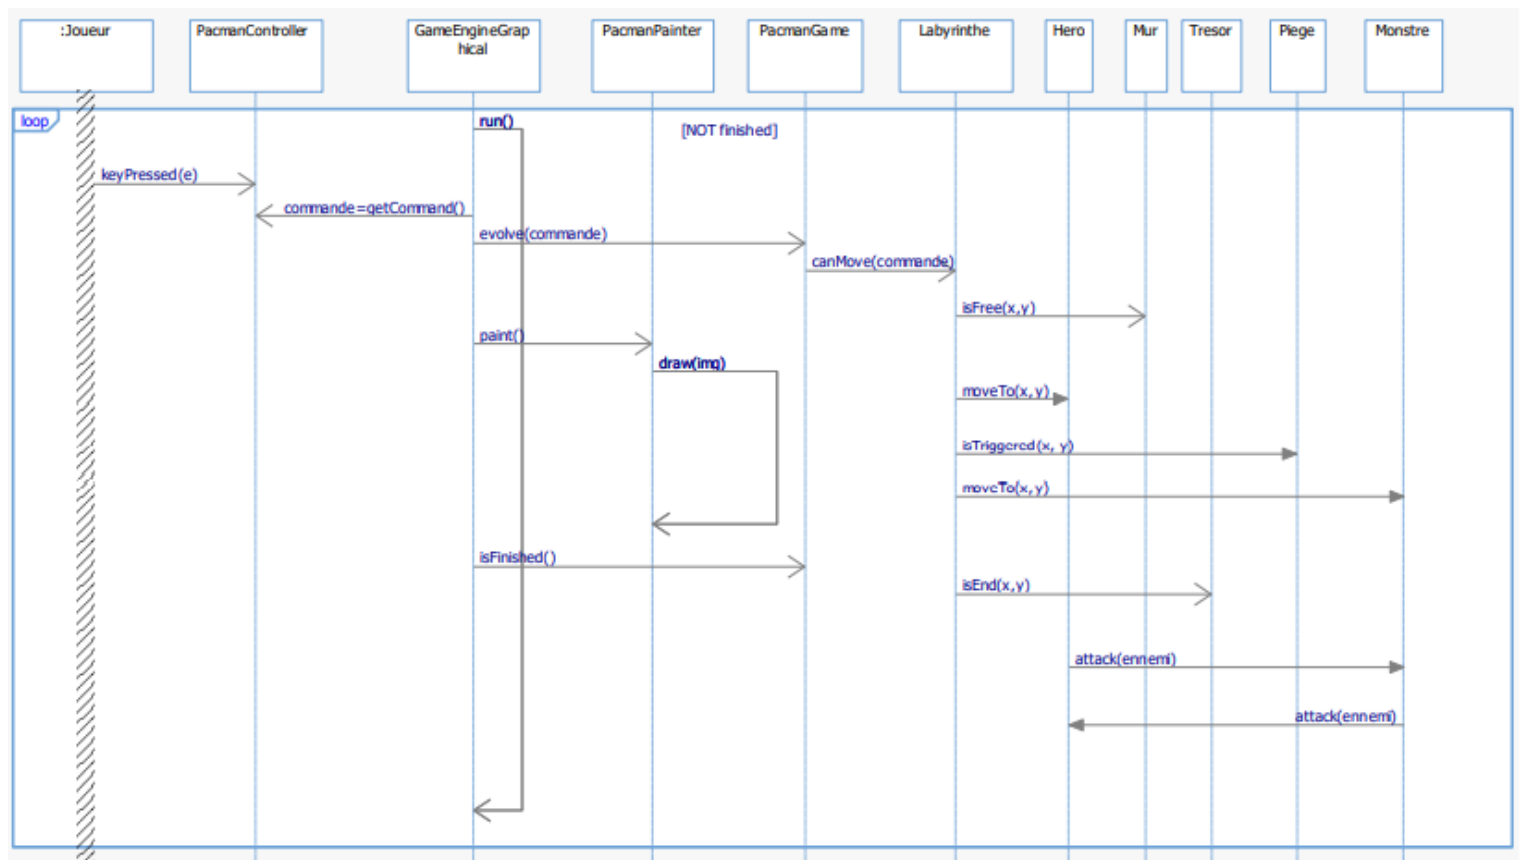 :Joueur
PacmanController
GameEngineGrap
hical
PacmanPainter
PacmanGame
Labyrinthe
Hero
Mur
Tresor
Piege
Monstre
loop
run()
[NOT finished]
keyPressed(e)
commande=getCommand()
evolve(commande)
canMove(commande)
isFree(x,y)
paint()
draw(img)
moveTo(x,y)
isTriggered(x, y)
moveTo(x,y)
isFinished()
isEnd(x,y)
attack(ennemi)
attack(ennemi)